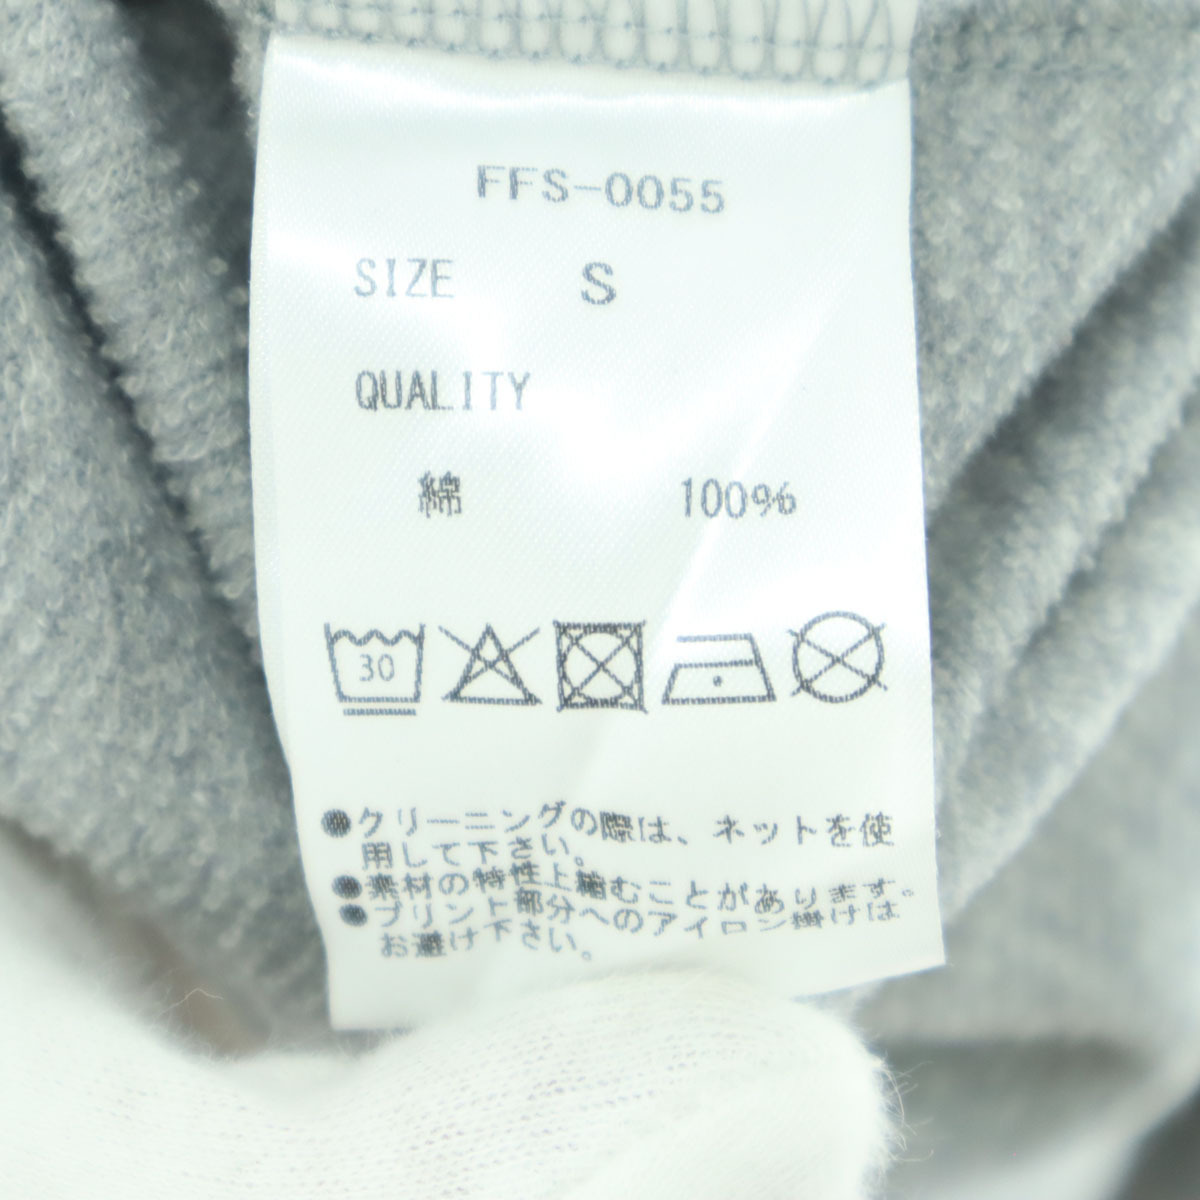 FFS-0055
SIZE S
QUALITY
綿 100%
30
●クリーニングの際は、ネットを使
用して下さい。
●素材の特性上縮むことがあります。
●プリント部分へのアイロン掛けは
お避け下さい。